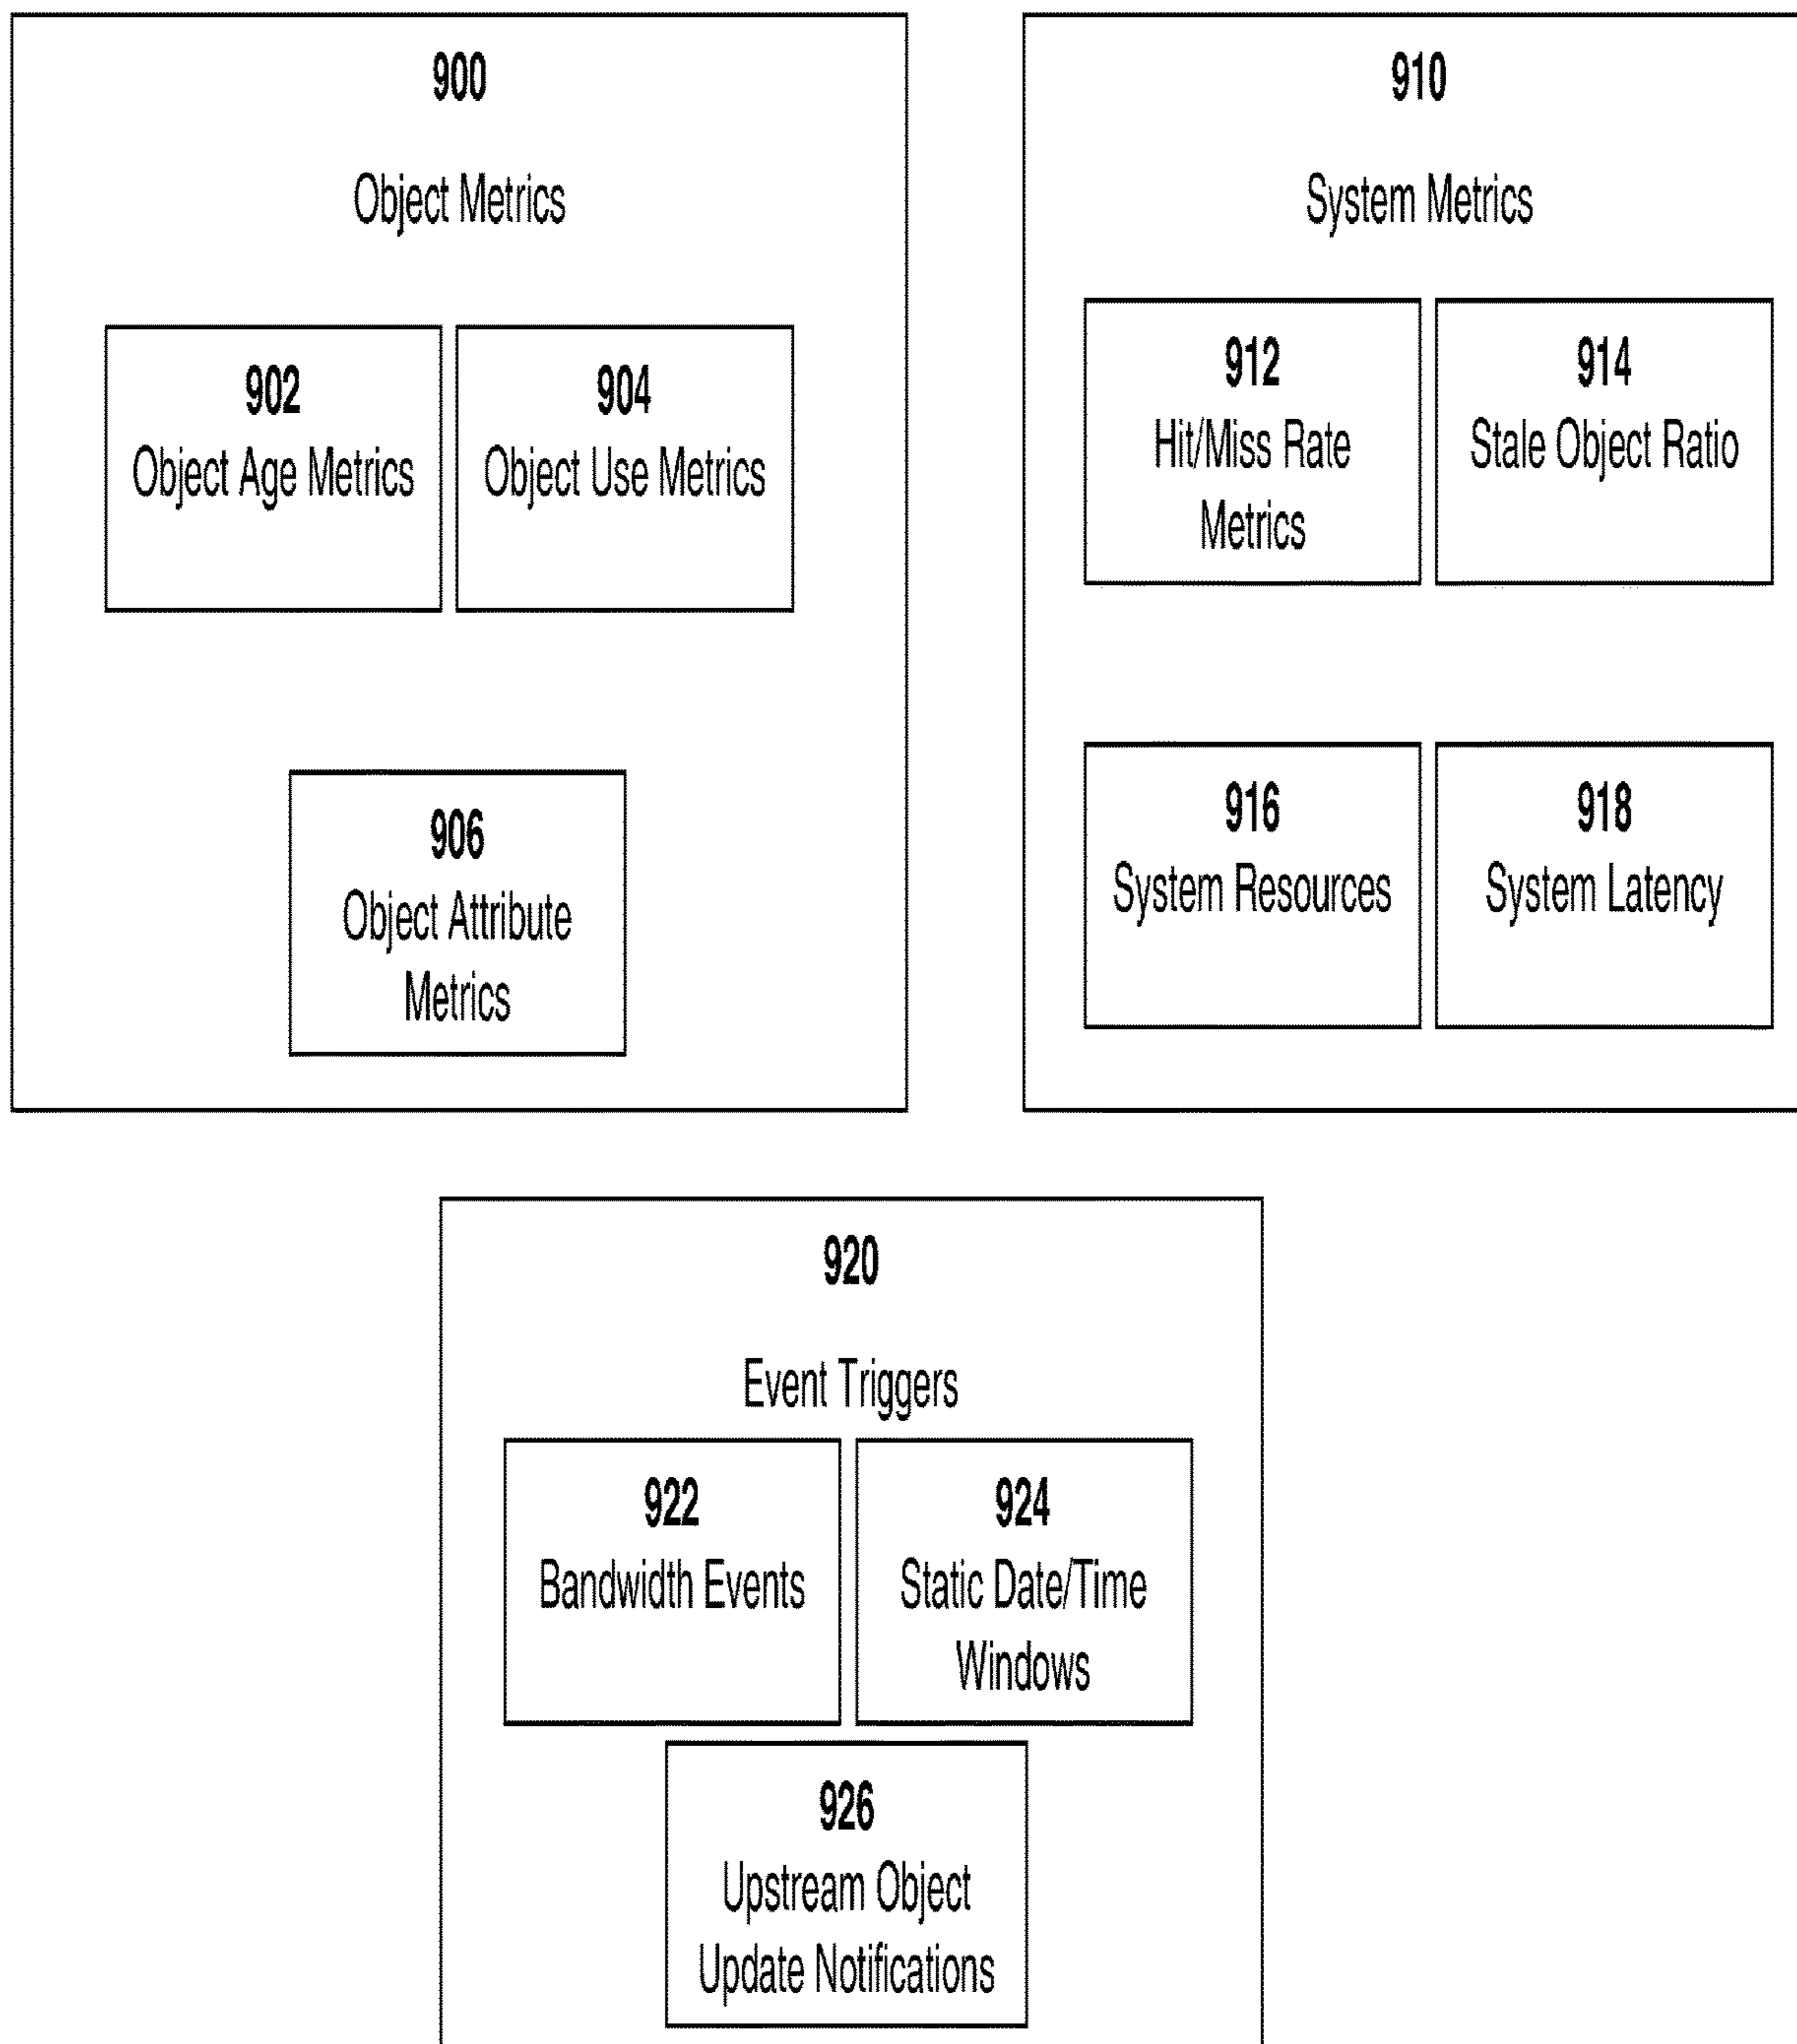 900
Object Metrics
902
Object Age Metrics
904
Object Use Metrics
906
Object Attribute
Metrics
910
System Metrics
912
Hit/Miss Rate
Metrics
914
Stale Object Ratio
916
System Resources
918
System Latency
920
Event Triggers
922
Bandwidth Events
924
Static Date/Time
Windows
926
Upstream Object
Update Notifications